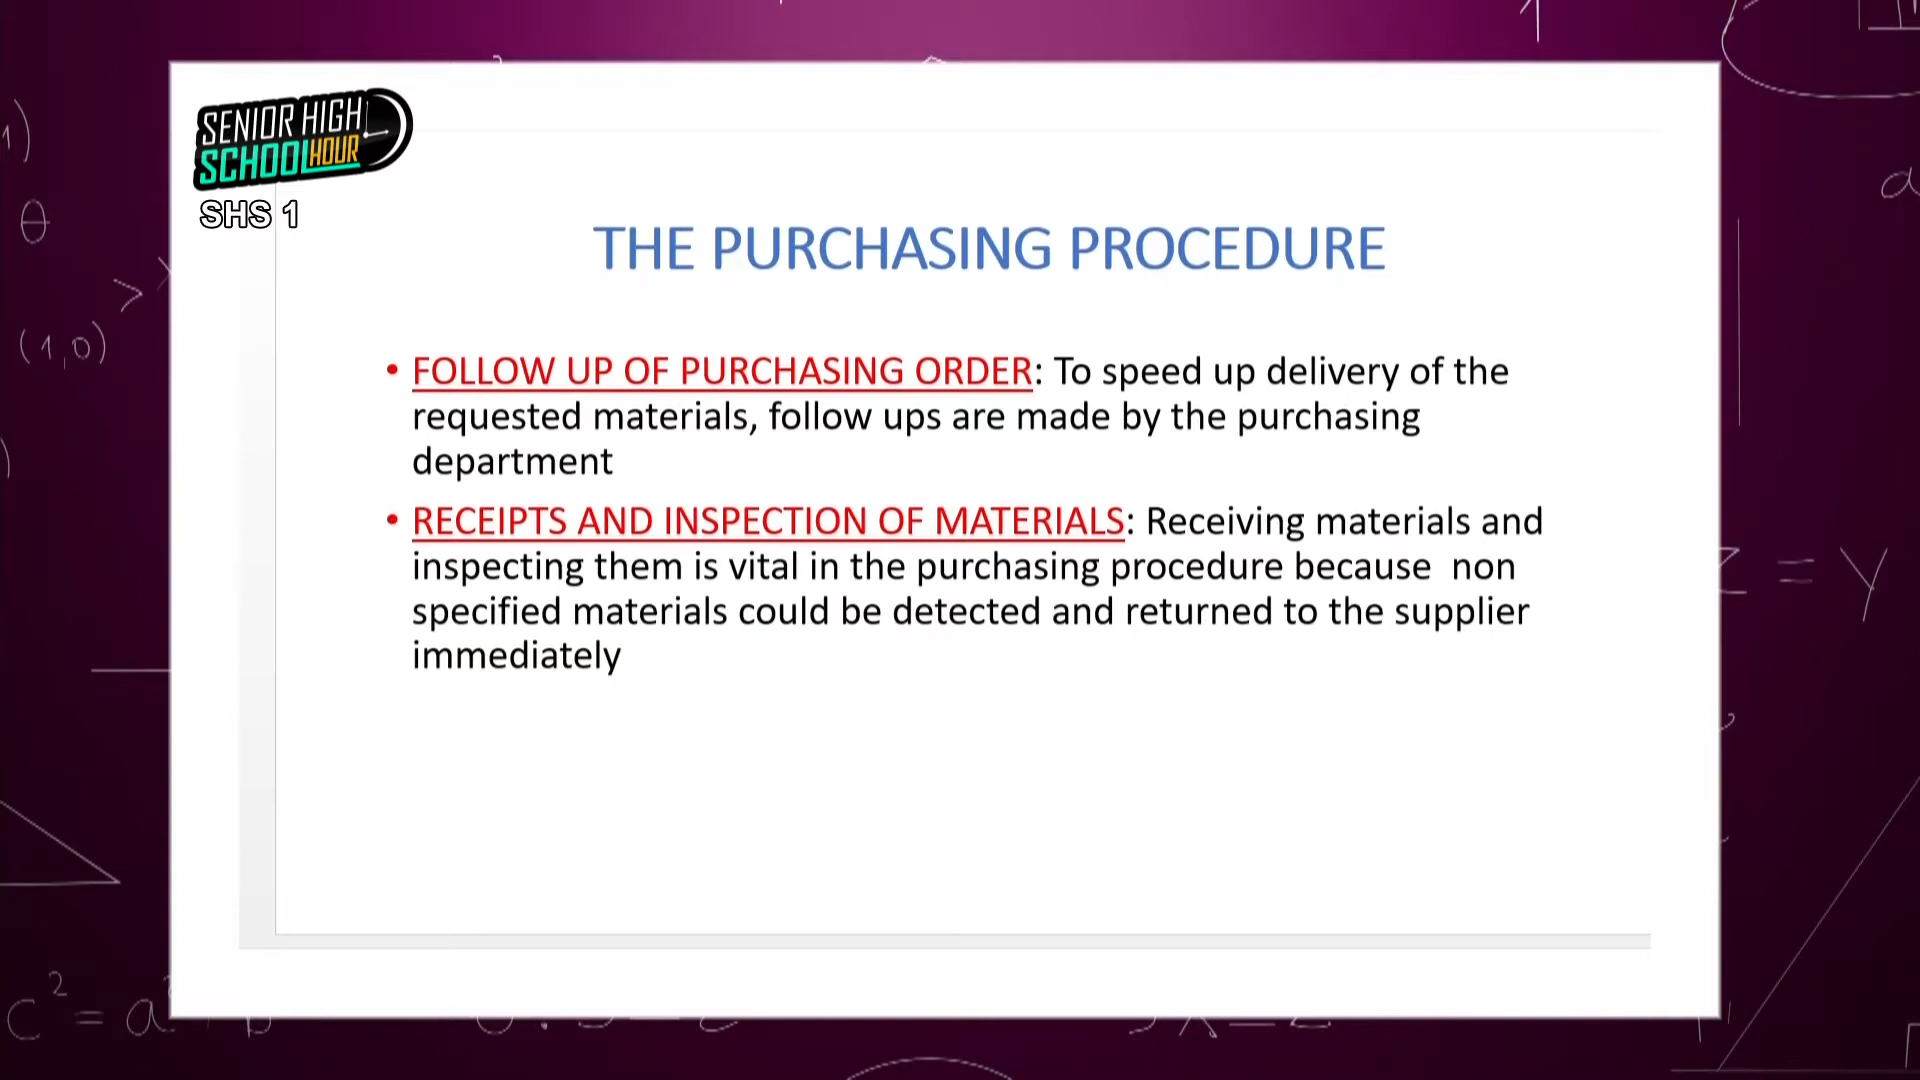 SENIOR HIGH
SCHOOL HOUR
SHS 1
THE PURCHASING PROCEDURE
• FOLLOW UP OF PURCHASING ORDER: To speed up delivery of the
requested materials, follow ups are made by the purchasing
department
• RECEIPTS AND INSPECTION OF MATERIALS: Receiving materials and
inspecting them is vital in the purchasing procedure because  non
specified materials could be detected and returned to the supplier
immediately
θ
>
(1,0)
a
= y
c² = a